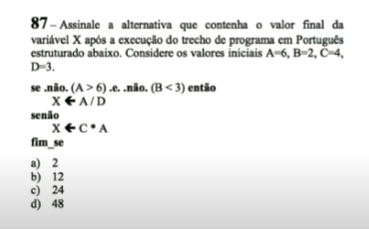 87 – Assinale a alternativa que contenha o valor final da
variável X após a execução do trecho de programa em Português
estruturado abaixo. Considere os valores iniciais A=6, B=2, C=4,
D=3.
se .não. (A > 6) .e. .não. (B < 3) então
X ← A / D
senão
X ← C * A
fim_se
a) 2
b) 12
c) 24
d) 48